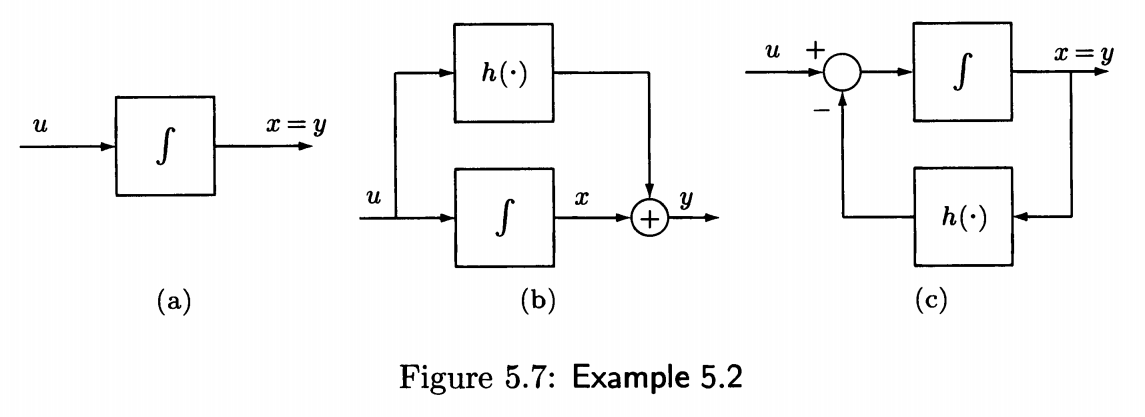 u
∫
x = y
(a)
h(·)
u
∫
x
+
y
(b)
u
+
−
∫
x = y
h(·)
(c)
Figure 5.7: Example 5.2